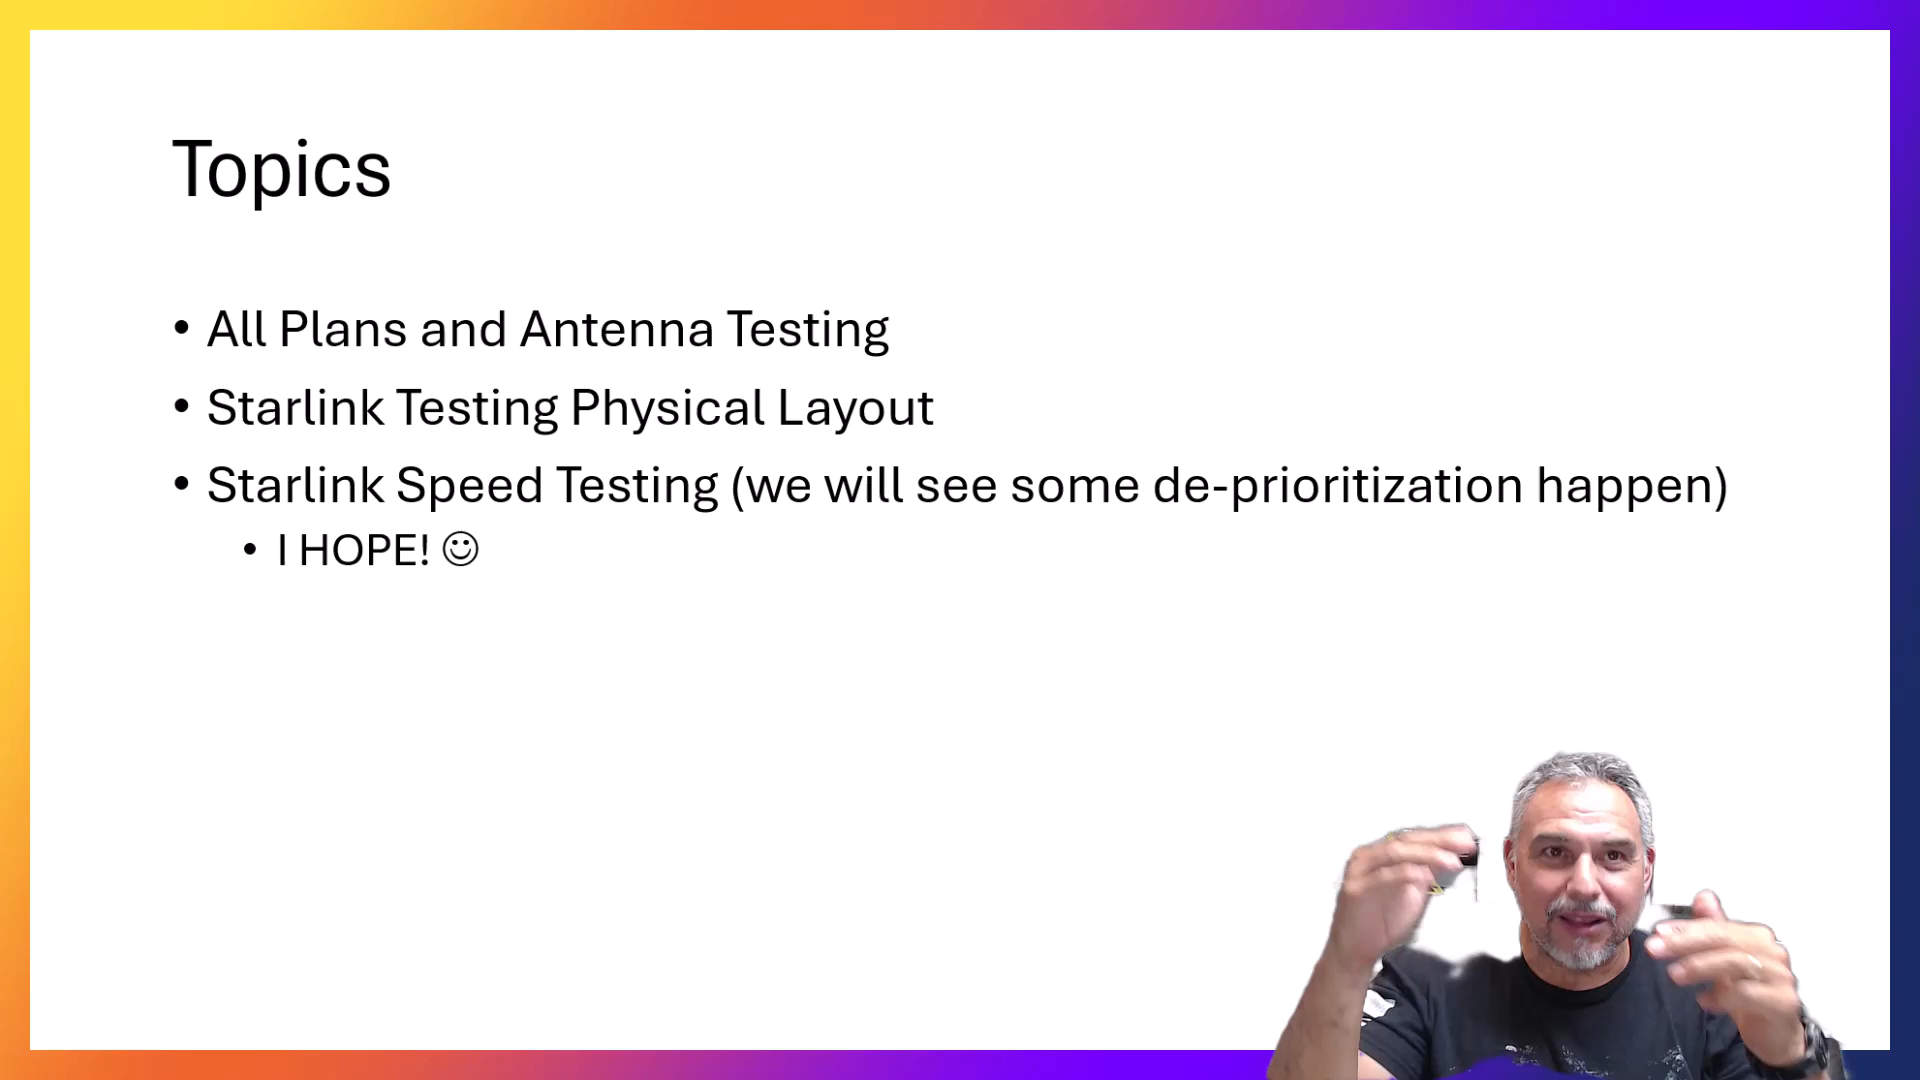 Topics
• All Plans and Antenna Testing
• Starlink Testing Physical Layout
• Starlink Speed Testing (we will see some de-prioritization happen)
• I HOPE! ☺